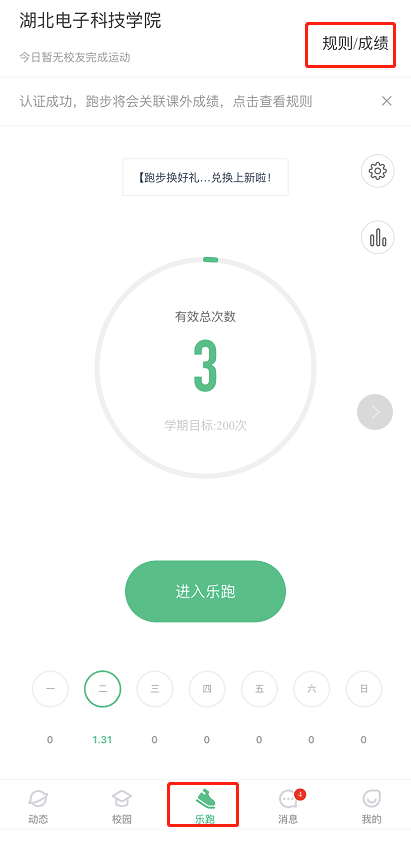 湖北电子科技学院
规则/成绩
今日暂无校友完成运动
认证成功，跑步将会关联课外成绩，点击查看规则
【跑步换好礼...兑换上新啦！
有效总次数
3
学期目标:200次
进入乐跑
一 二 三 四 五 六 日
0 1.31 0 0 0 0 0
4
动态 校园 乐跑 消息 我的